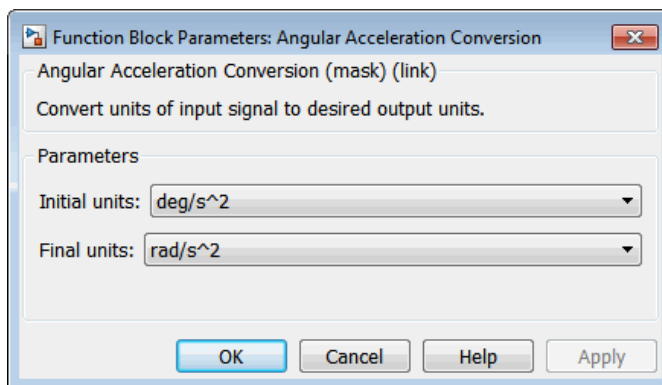 Function Block Parameters: Angular Acceleration Conversion
Angular Acceleration Conversion (mask) (link)
Convert units of input signal to desired output units.
Parameters
Initial units: deg/s^2
Final units: rad/s^2
OK Cancel Help Apply